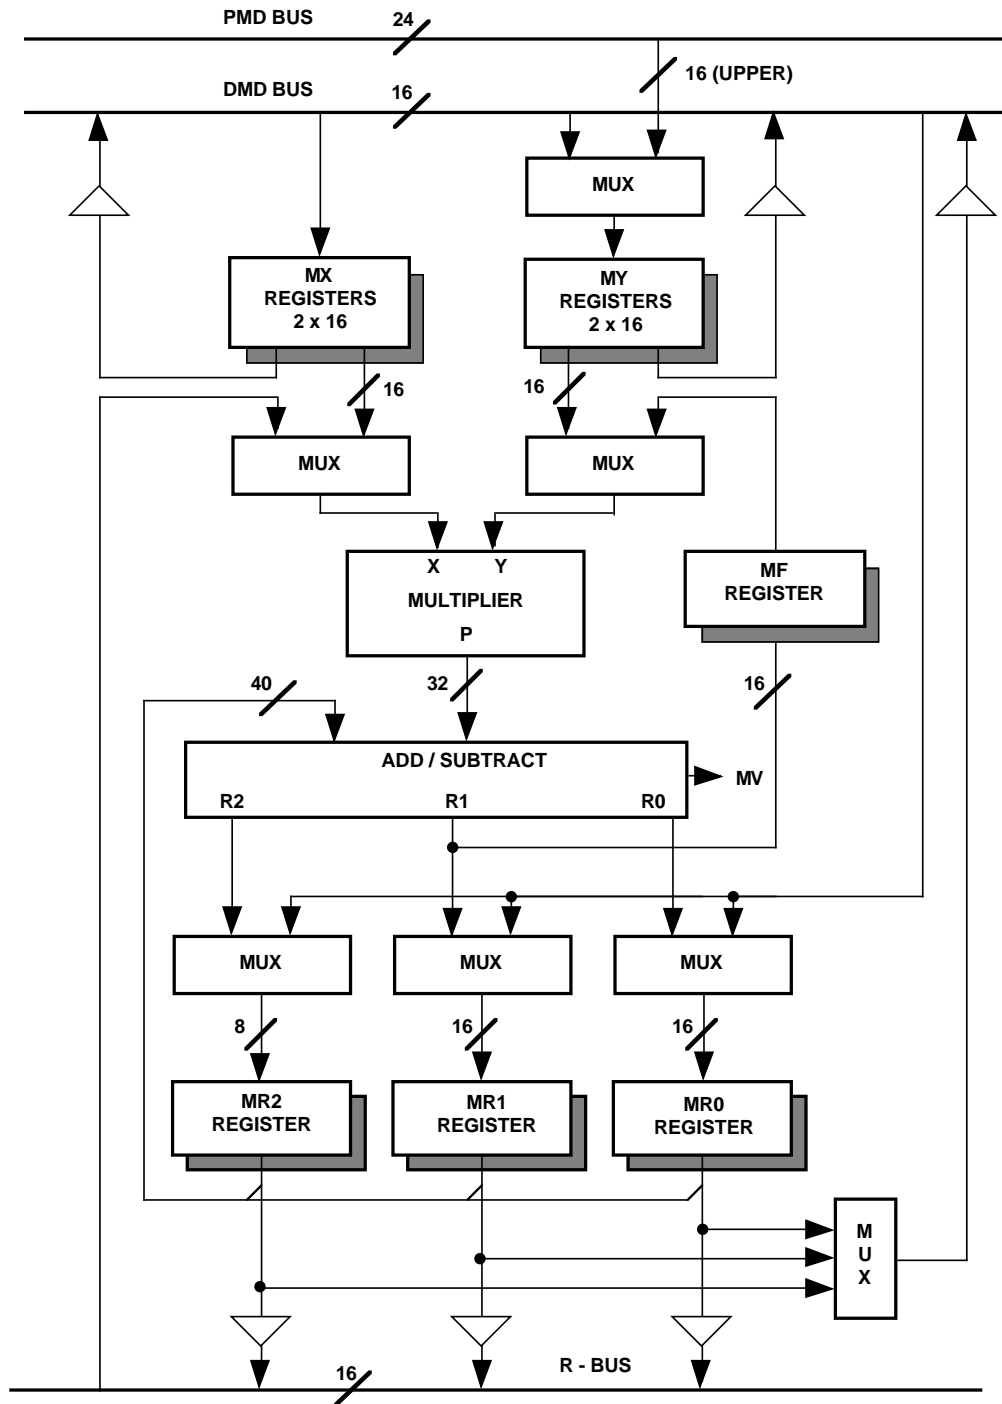 PMD BUS
24
16 (UPPER)
DMD BUS
16
MUX
MX
REGISTERS
2 x 16
MY
REGISTERS
2 x 16
16
16
MUX
MUX
X
Y
MULTIPLIER
P
MF
REGISTER
40
32
16
ADD / SUBTRACT
R2
R1
R0
MV
MUX
MUX
MUX
8
16
16
MR2
REGISTER
MR1
REGISTER
MR0
REGISTER
M
U
X
R - BUS
16